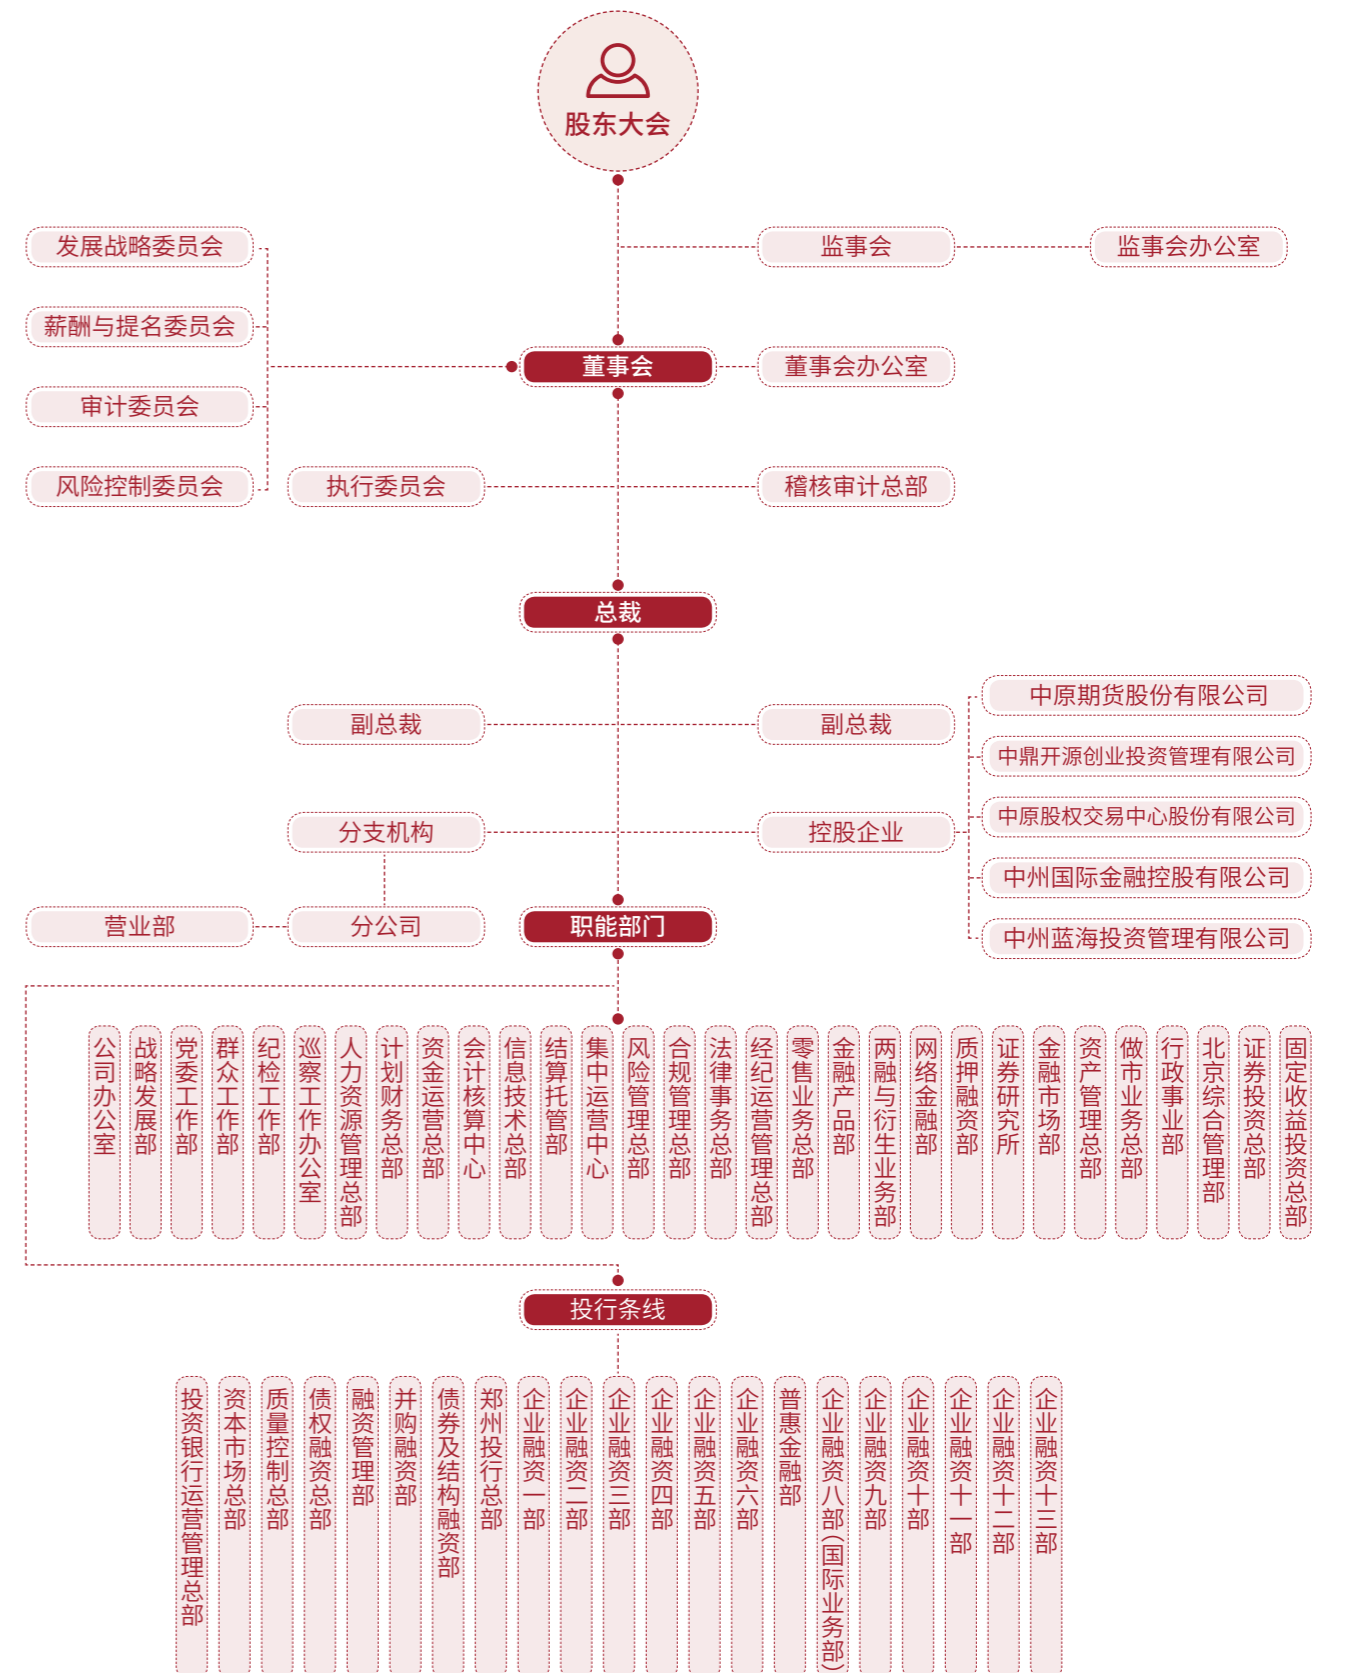 股东大会
发展战略委员会
监事会
监事会办公室
薪酬与提名委员会
董事会
董事会办公室
审计委员会
风险控制委员会
执行委员会
稽核审计总部
总裁
副总裁
副总裁
中原期货股份有限公司
中鼎开源创业投资管理有限公司
中原股权交易中心股份有限公司
分支机构
控股企业
中州国际金融控股有限公司
营业部
分公司
职能部门
中州蓝海投资管理有限公司
公司办公室
战略发展部
党委工作部
群众工作部
纪检工作部
巡察工作办公室
人力资源管理总部
计划财务总部
资金运营总部
会计核算中心
信息技术总部
结算托管部
集中运营中心
风险管理总部
合规管理总部
法律事务总部
经纪运营管理总部
零售业务总部
金融产品部
两融与衍生业务部
网络金融部
质押融资部
证券研究所
金融市场部
资产管理总部
做市业务总部
行政事业部
北京综合管理部
证券投资总部
固定收益投资总部
投行条线
投资银行运营管理总部
资本市场总部
质量控制总部
债权融资总部
融资管理部
并购融资部
债券及结构融资部
郑州投行总部
企业融资一部
企业融资二部
企业融资三部
企业融资四部
企业融资五部
企业融资六部
普惠金融部
企业融资八部(国际业务部)
企业融资九部
企业融资十部
企业融资十一部
企业融资十二部
企业融资十三部